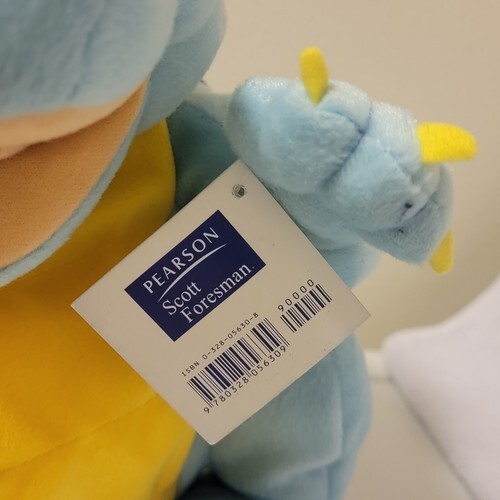 PEARSON
Scott
Foresman
ISBN 0-328-05630-8
90000
9 780328 056309